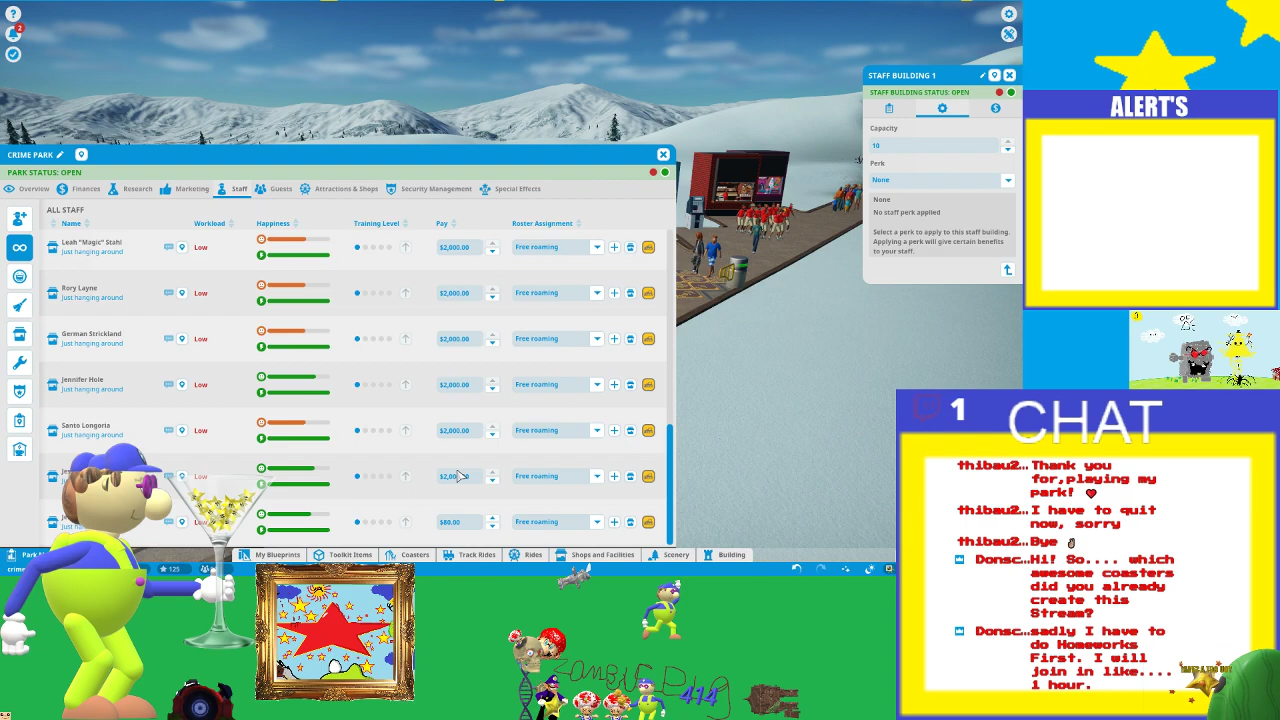 2
CRIME PARK
PARK STATUS: OPEN
Overview Finances Research Marketing Staff Guests Attractions & Shops Security Management Special Effects
ALL STAFF
Name Workload Happiness Training Level Pay Roster Assignment
Leah "Magic" Stahl
Just hanging around
Low $2,000.00 Free roaming
Rory Layne
Just hanging around
Low $2,000.00 Free roaming
German Strickland
Just hanging around
Low $2,000.00 Free roaming
Jennifer Hole
Just hanging around
Low $2,000.00 Free roaming
Santo Longoria
Just hanging around
Low $2,000.00 Free roaming
Low Free roaming
$80.00 Free roaming
My Blueprints Toolkit Items Coasters Track Rides Rides Shops and Facilities Scenery Building
125
STAFF BUILDING 1
STAFF BUILDING STATUS: OPEN
Capacity
10
Perk
None
None
No staff perk applied
Select a perk to apply to this staff building.
Applying a perk will give certain benefits
to your staff.
ALERT'S
1 CHAT
thibau2... Thank you
for,playing my
park!
thibau2... I have to quit
now, sorry
thibau2... Bye
Donsc... Hi! So.... which
awesome coasters
did you already
create this
Stream?
Donsc... sadly I have to
do Homeworks
First. I will
join in like....
1 hour.
Zombie Pig
414